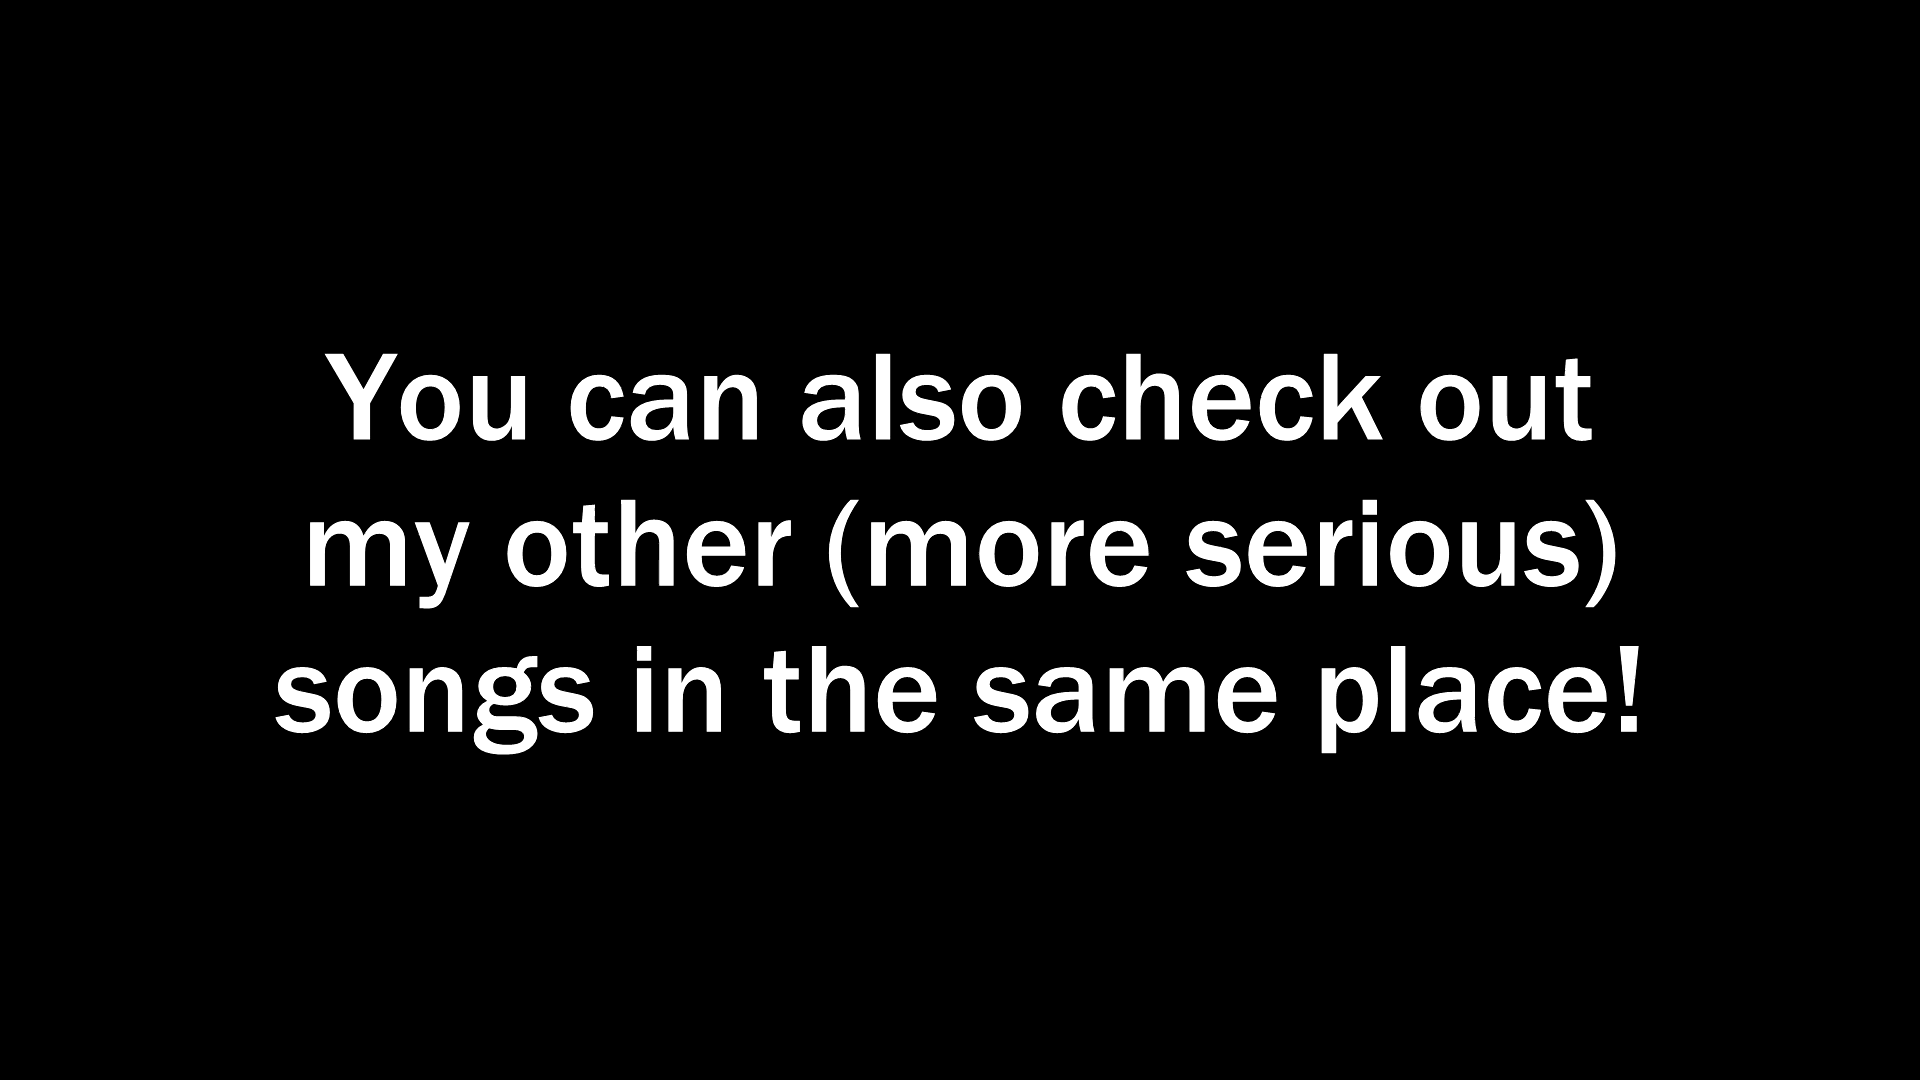 You can also check out
my other (more serious)
songs in the same place!